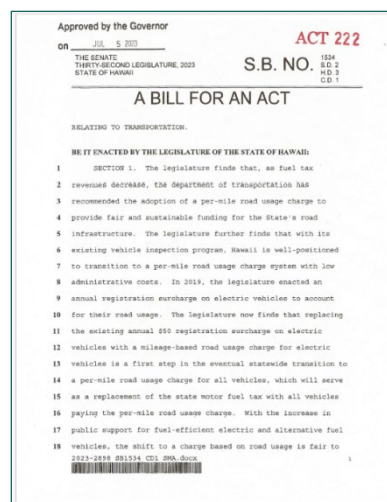 Approved by the Governor
on JUL 5 2023
ACT 222
THE SENATE
THIRTY-SECOND LEGISLATURE, 2023
STATE OF HAWAII
S.B. NO. 1534
S.D. 2
H.D. 3
C.D. 1
A BILL FOR AN ACT
RELATING TO TRANSPORTATION.
BE IT ENACTED BY THE LEGISLATURE OF THE STATE OF HAWAII:
1 SECTION 1. The legislature finds that, as fuel tax
2 revenues decrease, the department of transportation has
3 recommended the adoption of a per-mile road usage charge to
4 provide fair and sustainable funding for the State's road
5 infrastructure. The legislature further finds that with its
6 existing vehicle inspection program, Hawaii is well-positioned
7 to transition to a per-mile road usage charge system with low
8 administrative costs. In 2019, the legislature enacted an
9 annual registration surcharge on electric vehicles to account
10 for their road usage. The legislature now finds that replacing
11 the existing annual $50 registration surcharge on electric
12 vehicles with a mileage-based road usage charge for electric
13 vehicles is a first step in the eventual statewide transition to
14 a per-mile road usage charge for all vehicles, which will serve
15 as a replacement of the state motor fuel tax with all vehicles
16 paying the per-mile road usage charge. With the increase in
17 public support for fuel-efficient electric and alternative fuel
18 vehicles, the shift to a charge based on road usage is fair to
2023-2898 SB1534 CD1 SMA.docx 1